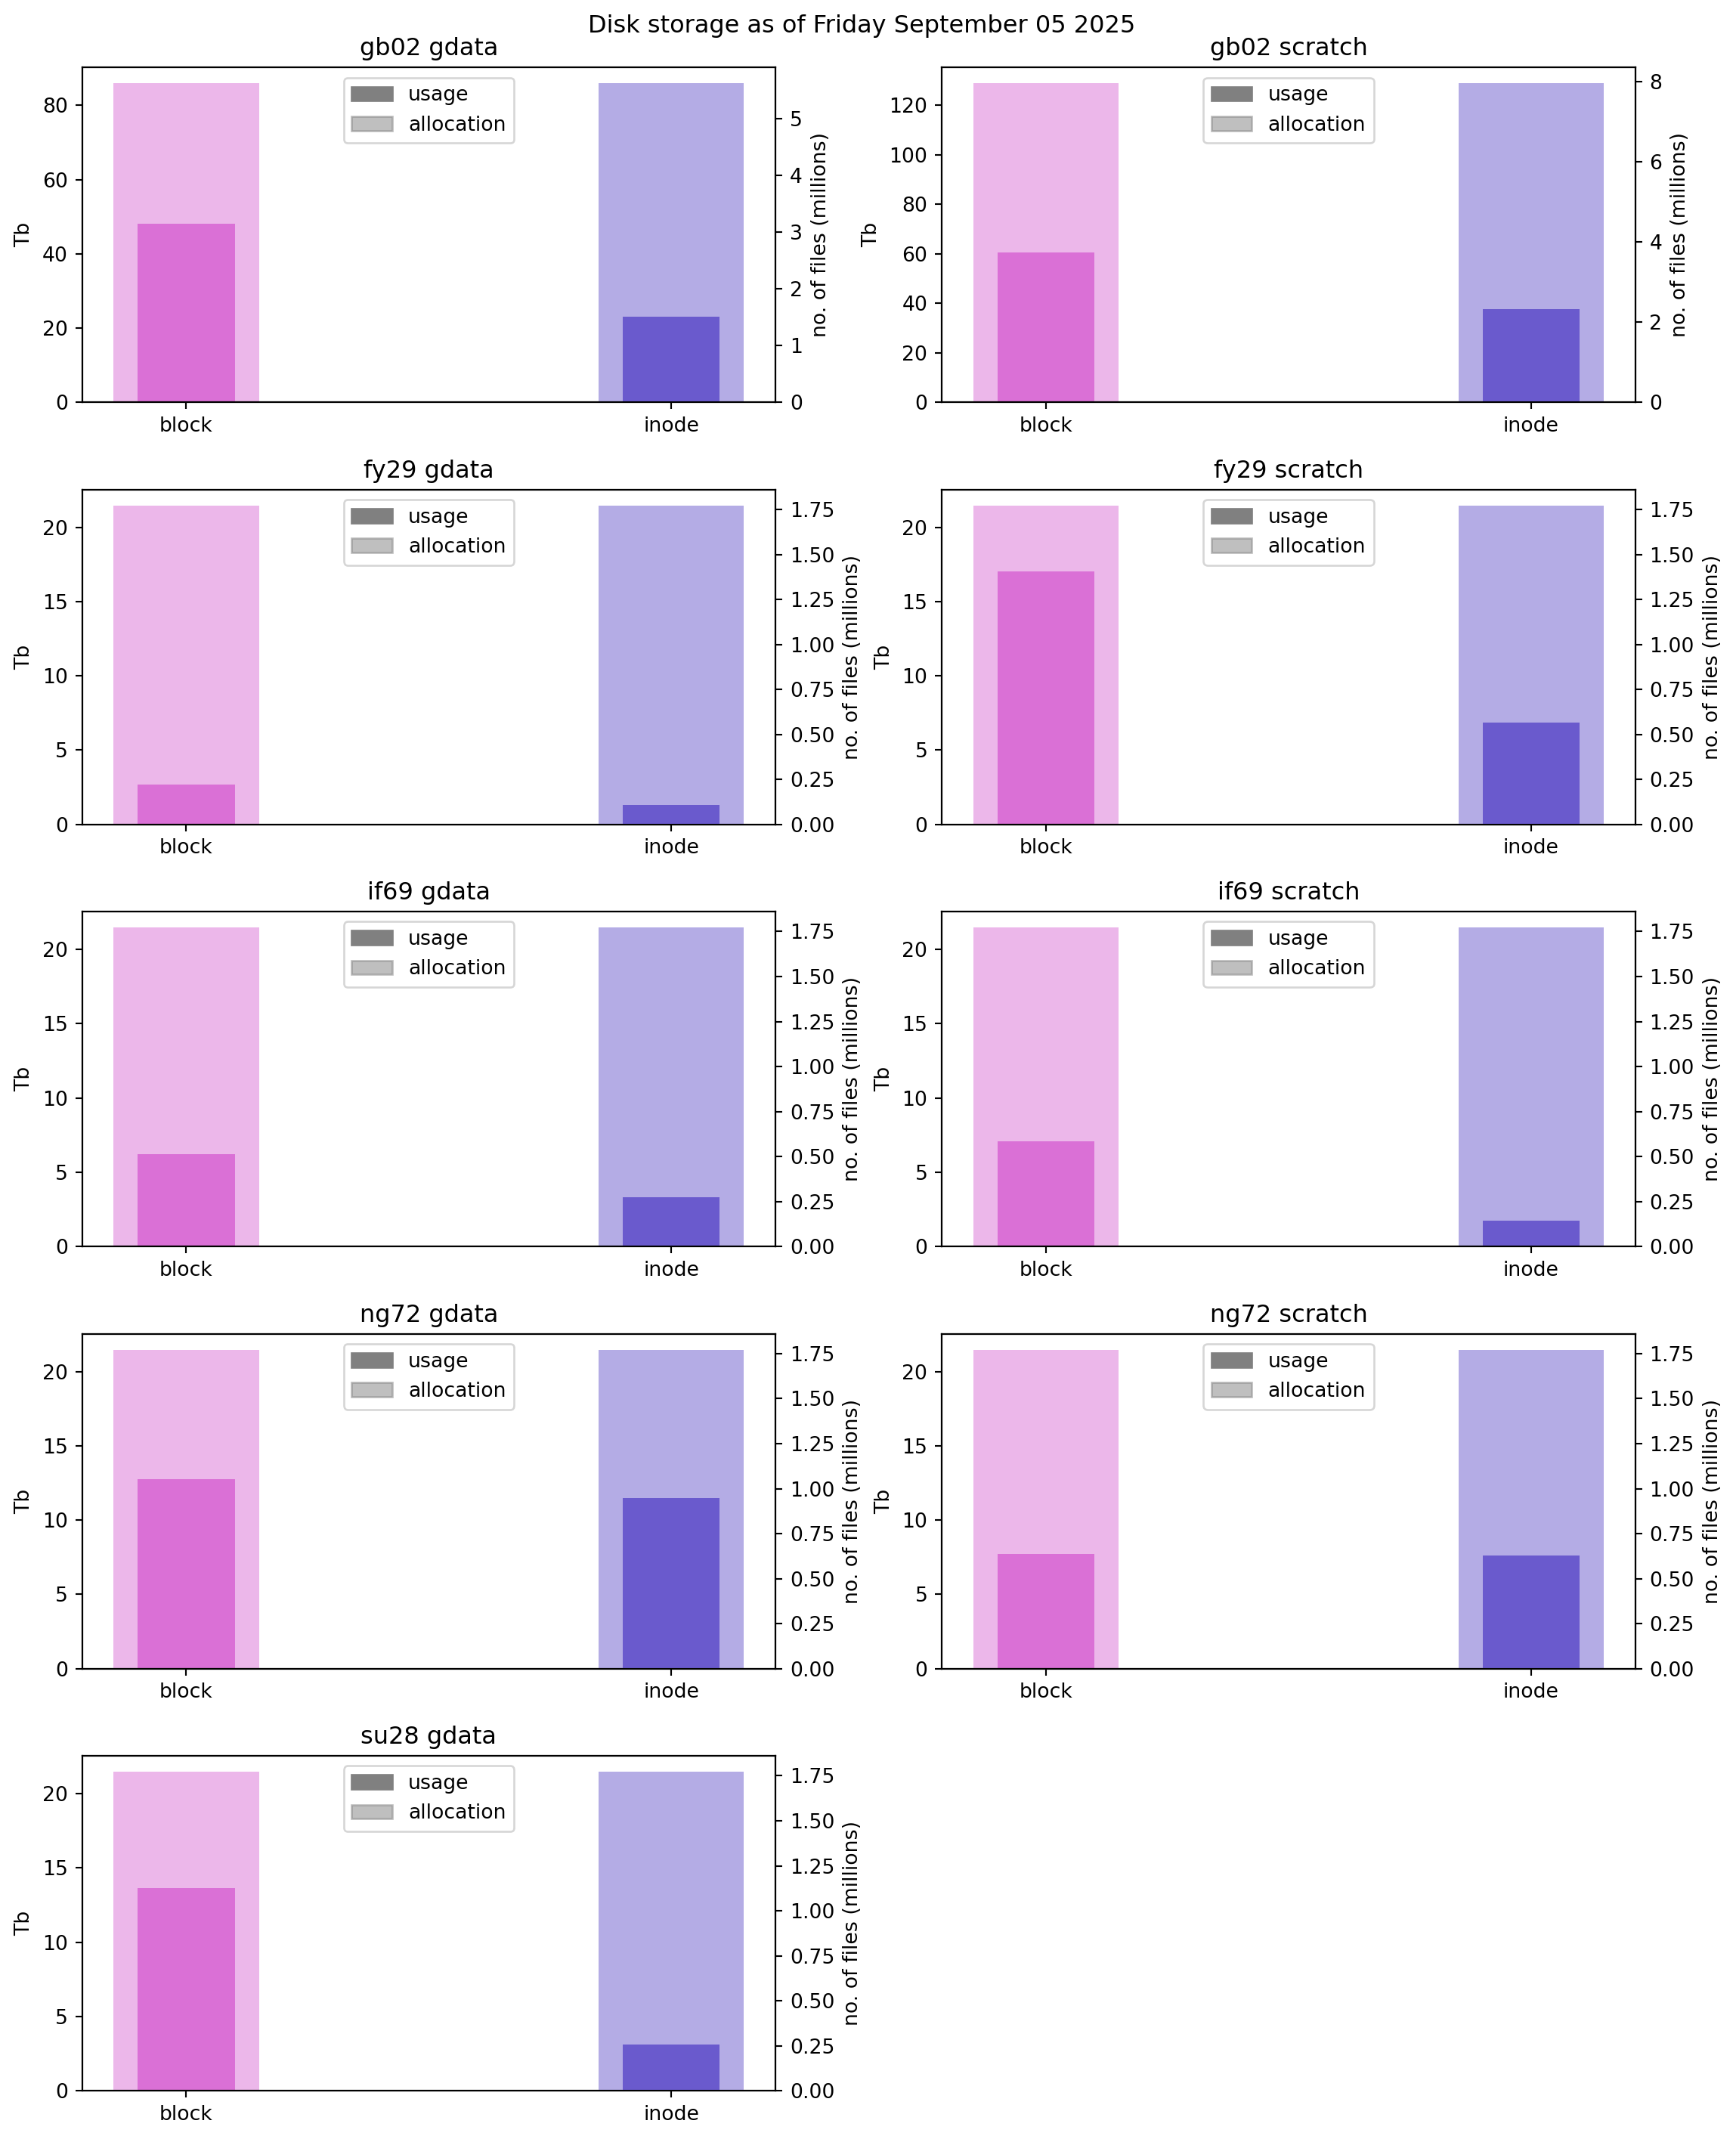 Disk storage as of Friday September 05 2025
gb02 gdata
usage
allocation
80
60
40
20
0
Tb
5
4
3
2
1
0
no. of files (millions)
block
inode
gb02 scratch
usage
allocation
120
100
80
60
40
20
0
Tb
8
6
4
2
0
no. of files (millions)
block
inode
fy29 gdata
usage
allocation
20
15
10
5
0
Tb
1.75
1.50
1.25
1.00
0.75
0.50
0.25
0.00
no. of files (millions)
block
inode
fy29 scratch
usage
allocation
20
15
10
5
0
Tb
1.75
1.50
1.25
1.00
0.75
0.50
0.25
0.00
no. of files (millions)
block
inode
if69 gdata
usage
allocation
20
15
10
5
0
Tb
1.75
1.50
1.25
1.00
0.75
0.50
0.25
0.00
no. of files (millions)
block
inode
if69 scratch
usage
allocation
20
15
10
5
0
Tb
1.75
1.50
1.25
1.00
0.75
0.50
0.25
0.00
no. of files (millions)
block
inode
ng72 gdata
usage
allocation
20
15
10
5
0
Tb
1.75
1.50
1.25
1.00
0.75
0.50
0.25
0.00
no. of files (millions)
block
inode
ng72 scratch
usage
allocation
20
15
10
5
0
Tb
1.75
1.50
1.25
1.00
0.75
0.50
0.25
0.00
no. of files (millions)
block
inode
su28 gdata
usage
allocation
20
15
10
5
0
Tb
1.75
1.50
1.25
1.00
0.75
0.50
0.25
0.00
no. of files (millions)
block
inode